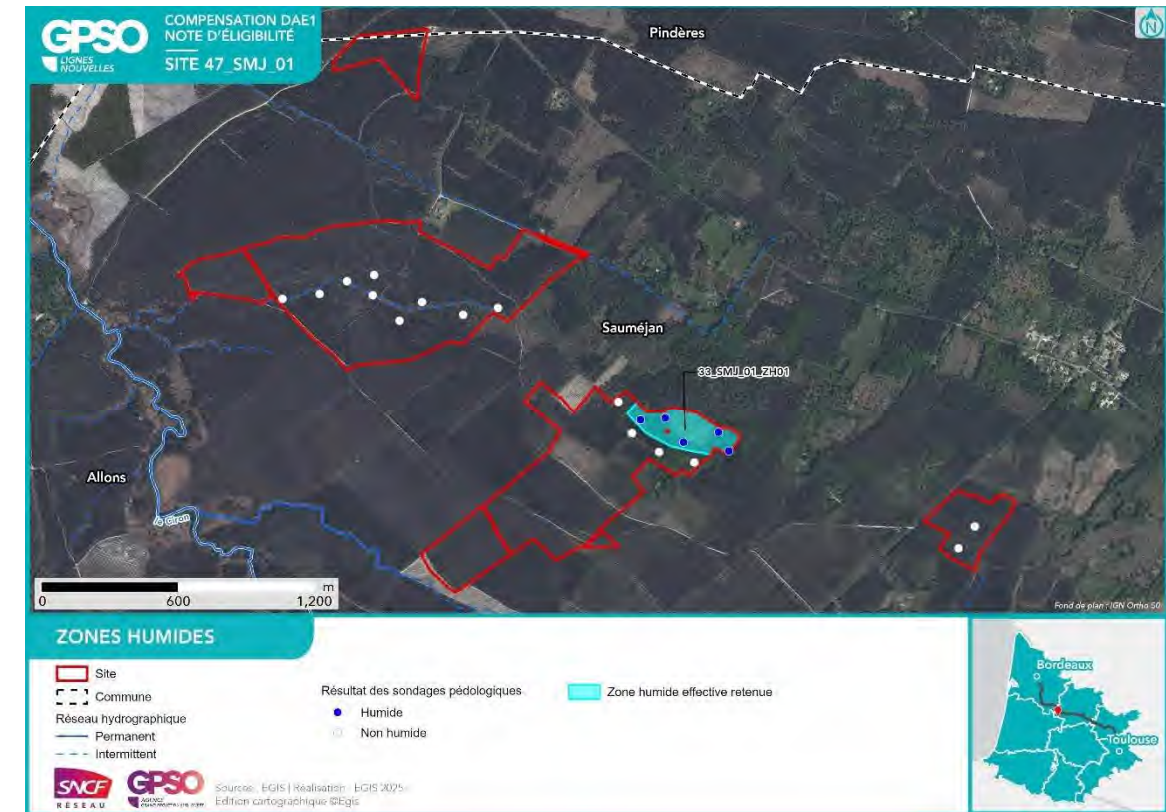 GPSO
LIGNES
NOUVELLES
COMPENSATION DAE1
NOTE D'ÉLIGIBILITÉ
SITE 47_SMJ_01
N
Pindères
Sauméjan
33_SMJ_01_ZH01
Allons
Ciron
m
0 600 1,200
Fond de plan : IGN Ortho 50
ZONES HUMIDES
Site
Commune
Réseau hydrographique
Permanent
Intermittent
Résultat des sondages pédologiques
Humide
Non humide
Zone humide effective retenue
Bordeaux
Toulouse
SNCF
RÉSEAU
GPSO
Sources : EGIS | Réalisation : EGIS 2025
Edition cartographique ©Egis